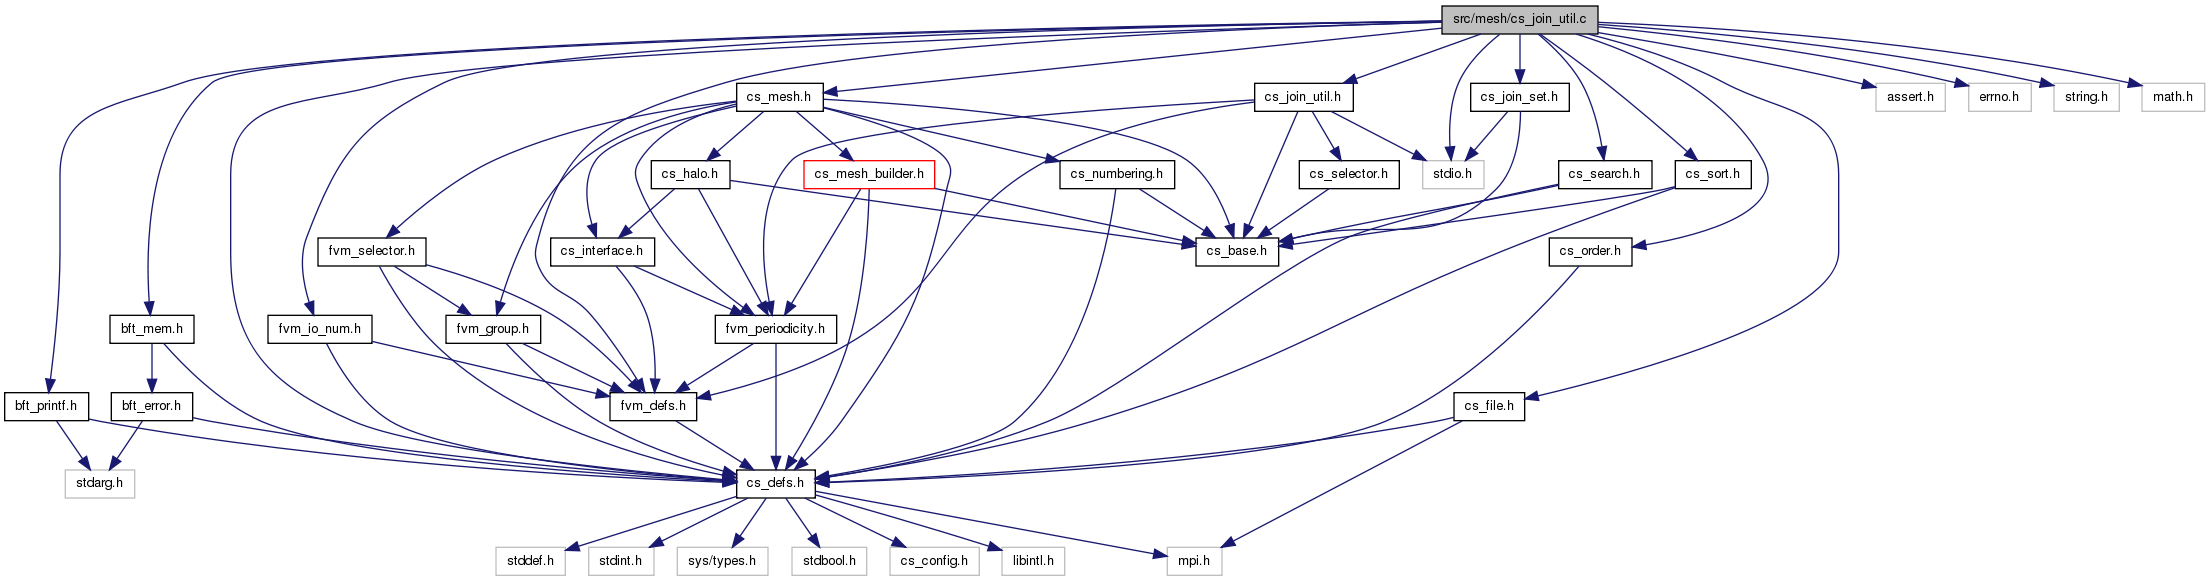 src/mesh/cs_join_util.c
cs_mesh.h
cs_join_util.h
cs_join_set.h
assert.h
errno.h
string.h
math.h
cs_halo.h
cs_mesh_builder.h
cs_numbering.h
cs_selector.h
stdio.h
cs_search.h
cs_sort.h
fvm_selector.h
cs_interface.h
cs_base.h
cs_order.h
bft_mem.h
fvm_io_num.h
fvm_group.h
fvm_periodicity.h
bft_printf.h
bft_error.h
fvm_defs.h
cs_file.h
stdarg.h
cs_defs.h
stddef.h
stdint.h
sys/types.h
stdbool.h
cs_config.h
libintl.h
mpi.h